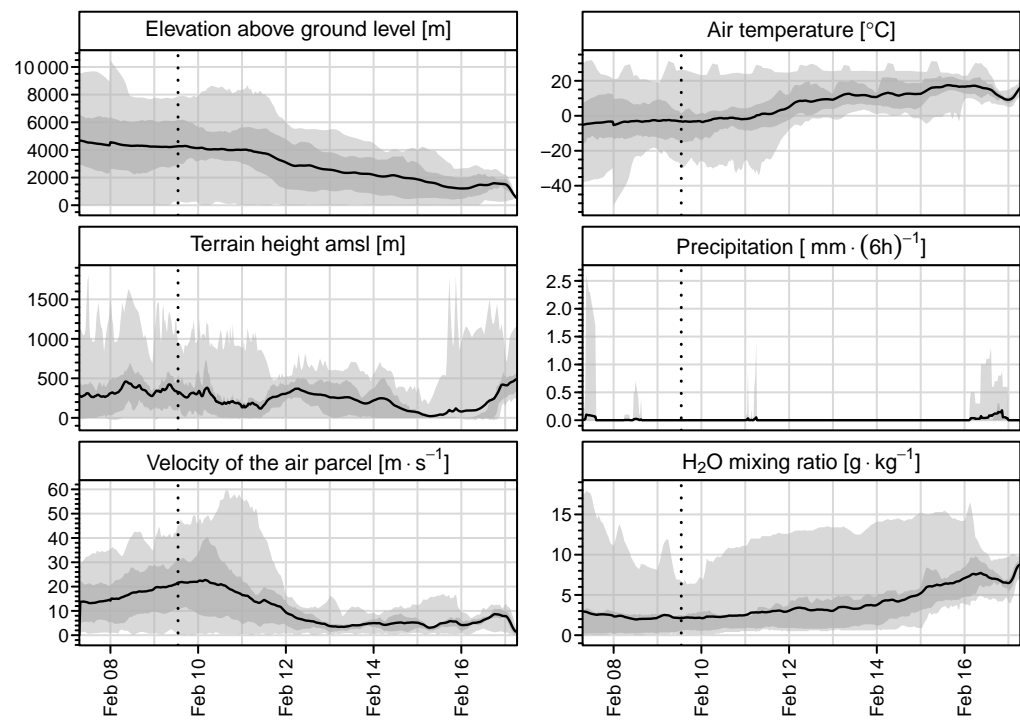 Elevation above ground level [m]
10 000
8000
6000
4000
2000
0
Air temperature [°C]
20
0
−20
−40
Terrain height amsl [m]
1500
1000
500
0
Precipitation [ mm · (6h)⁻¹]
2.5
2.0
1.5
1.0
0.5
0.0
Velocity of the air parcel [m · s⁻¹]
60
50
40
30
20
10
0
Feb 08
Feb 10
Feb 12
Feb 14
Feb 16
H₂O mixing ratio [g · kg⁻¹]
15
10
5
0
Feb 08
Feb 10
Feb 12
Feb 14
Feb 16